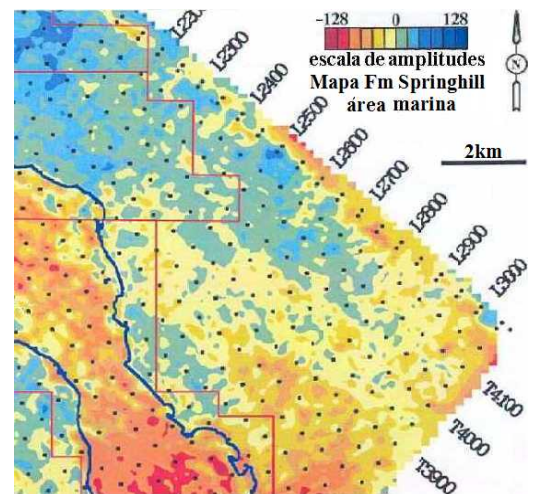 -128 0 128
escala de amplitudes
Mapa Fm Springhill
área marina
N
2km
L2300
L2400
L2500
L2600
L2700
L2800
L2900
L3000
T4100
T4000
T3900